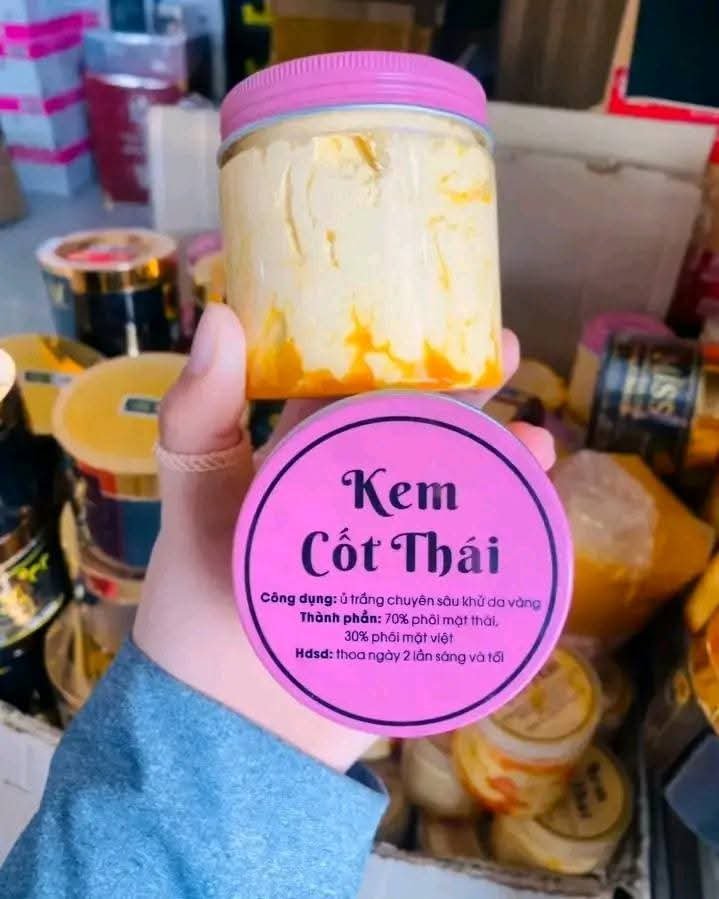 Kem
Cốt Thái
Công dụng: ủ trắng chuyên sâu khử da vàng
Thành phần: 70% phôi mặt thái,
30% phôi mặt việt
Hdsd: thoa ngày 2 lần sáng và tối